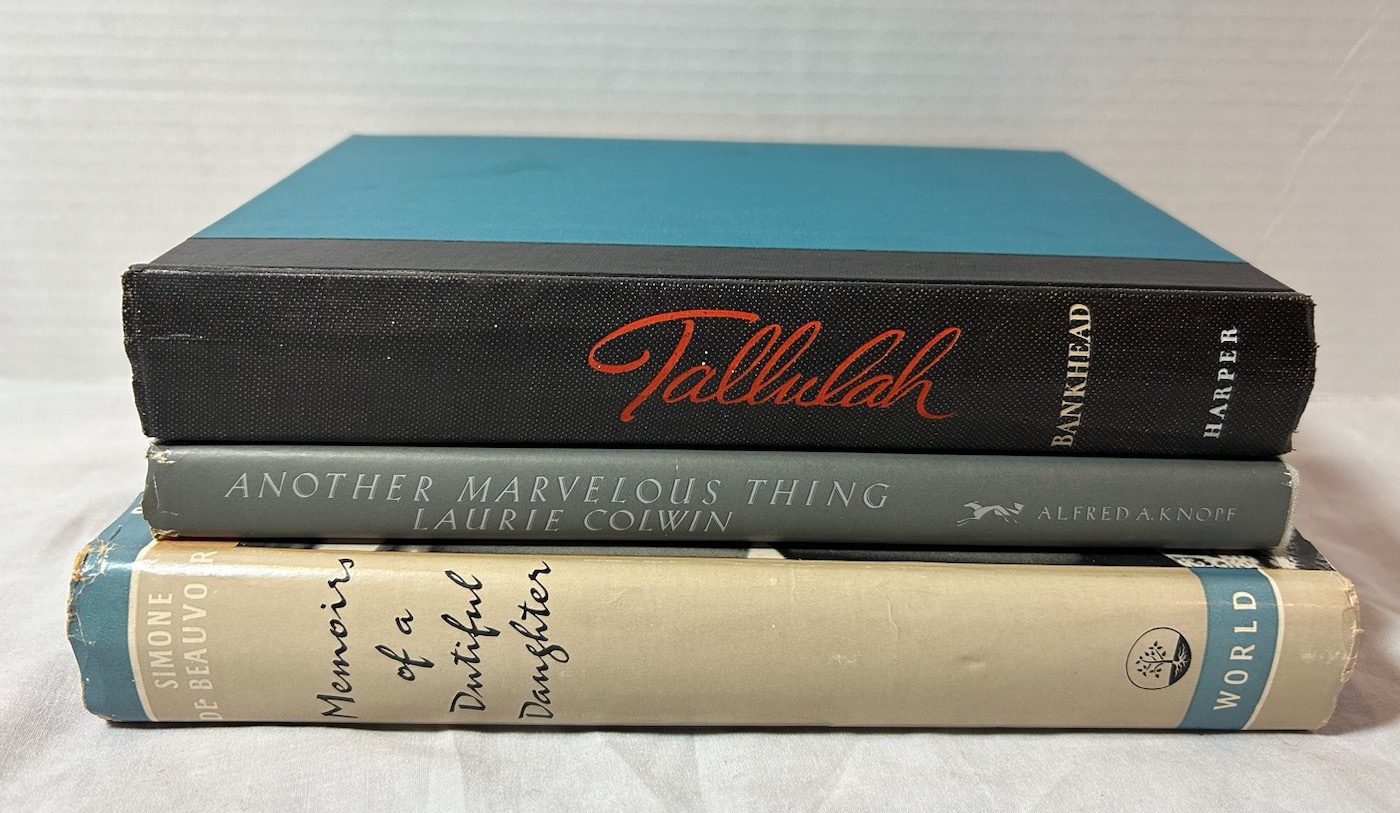 Tallulah
BANKHEAD
HARPER
ANOTHER MARVELOUS THING
LAURIE COLWIN
ALFRED A. KNOPF
SIMONE
DE BEAUVOIR
Memoirs
of a
Dutiful
Daughter
WORLD